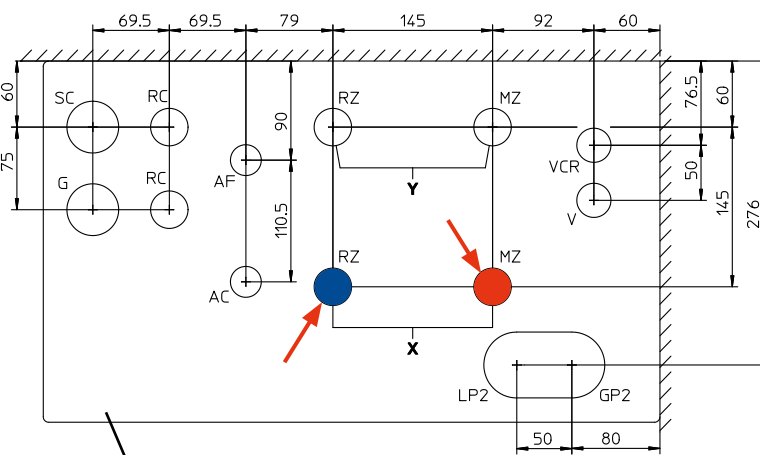 69.5 69.5 79 145 92 60
60 SC RC 90 RZ MZ 76.5 60
75 G RC AF Y VCR 50 145 276
V
110.5
AC RZ MZ
X
LP2 GP2
50 80